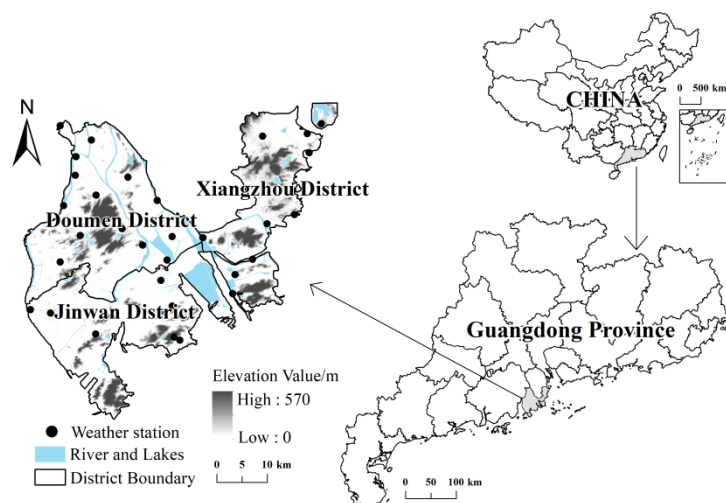 N
Xiangzhou District
Doumen District
Jinwan District
Elevation Value/m
High : 570
Low : 0
Weather station
River and Lakes
District Boundary
0 5 10 km
CHINA
0 500 km
Guangdong Province
0 50 100 km